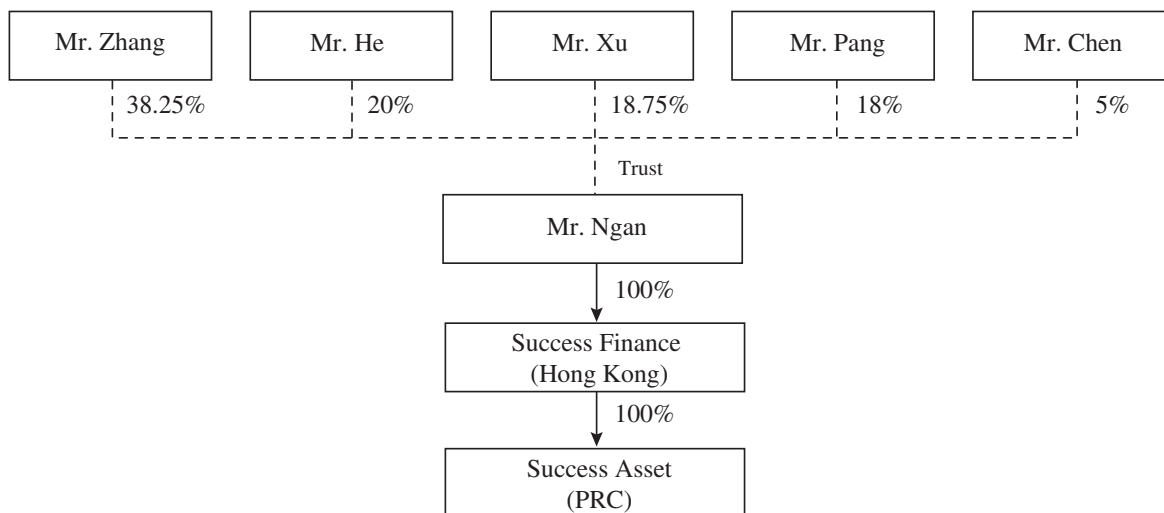 Mr. Zhang
Mr. He
Mr. Xu
Mr. Pang
Mr. Chen
38.25%
20%
18.75%
18%
5%
Trust
Mr. Ngan
100%
Success Finance
(Hong Kong)
100%
Success Asset
(PRC)